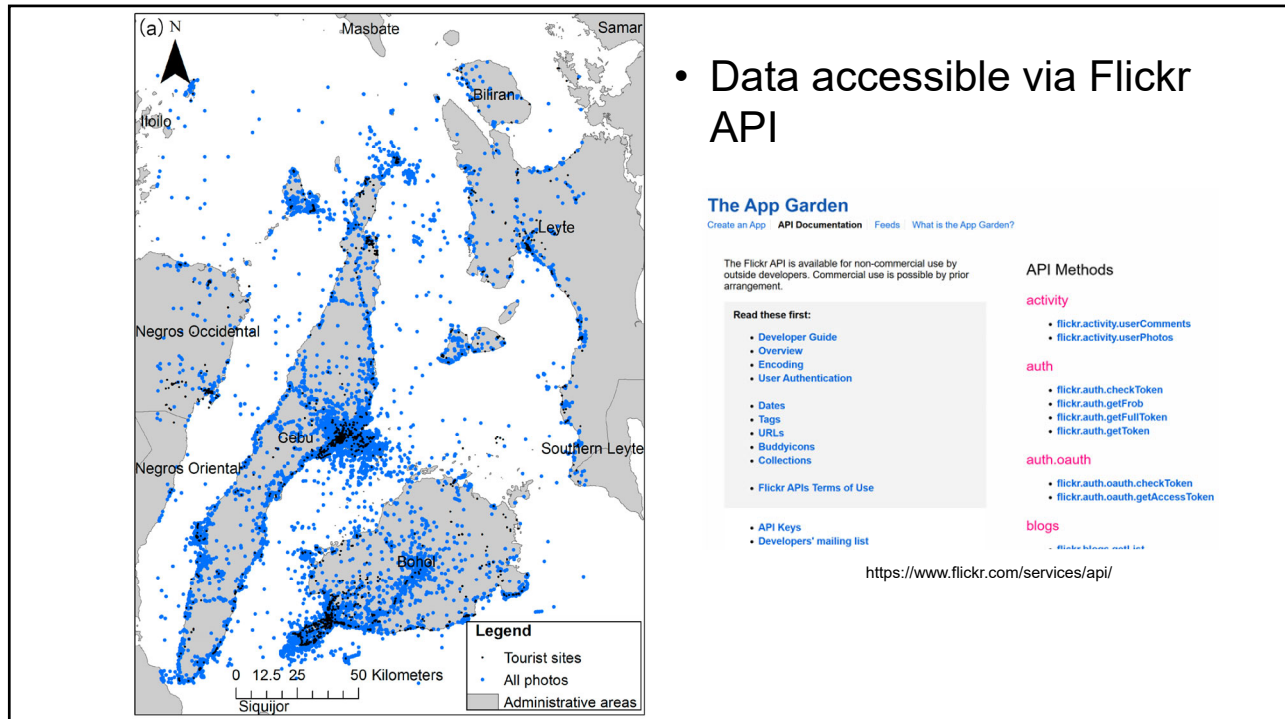 (a) N
Masbate
Samar
Biliran
Iloilo
Leyte
Negros Occidental
Cebu
Southern Leyte
Negros Oriental
Bohol
Legend
Tourist sites
All photos
Administrative areas
0 12.5 25 50 Kilometers
Siquijor
• Data accessible via Flickr
API
The App Garden
Create an App API Documentation Feeds What is the App Garden?
The Flickr API is available for non-commercial use by
outside developers. Commercial use is possible by prior
arrangement.
Read these first:
• Developer Guide
• Overview
• Encoding
• User Authentication
• Dates
• Tags
• URLs
• Buddyicons
• Collections
• Flickr APIs Terms of Use
• API Keys
• Developers' mailing list
API Methods
activity
• flickr.activity.userComments
• flickr.activity.userPhotos
auth
• flickr.auth.checkToken
• flickr.auth.getFrob
• flickr.auth.getFullToken
• flickr.auth.getToken
auth.oauth
• flickr.auth.oauth.checkToken
• flickr.auth.oauth.getAccessToken
blogs
https://www.flickr.com/services/api/